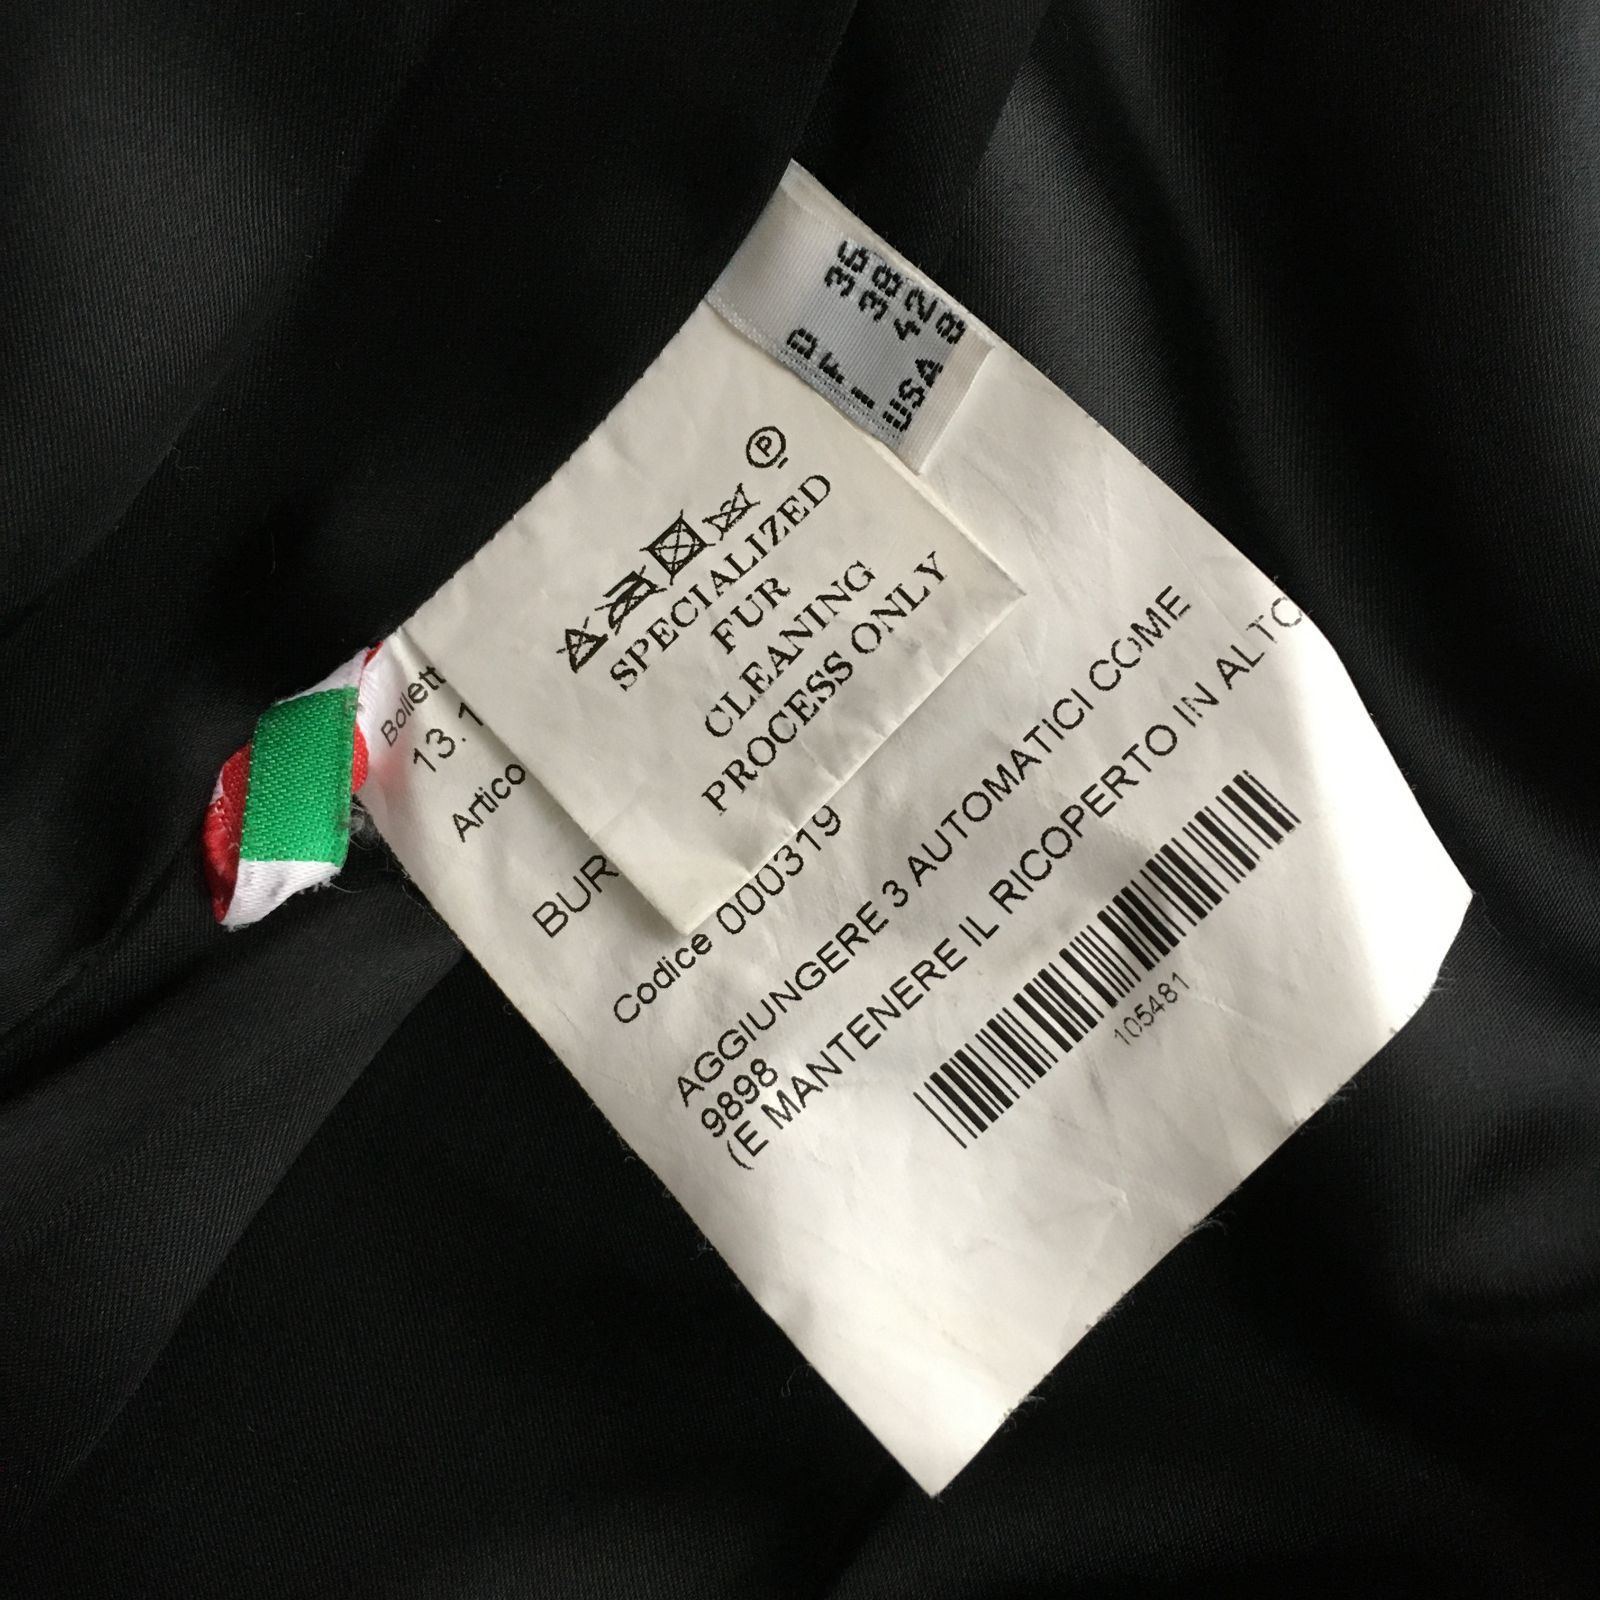 D 36
F 38
I 42
USA 8
P
SPECIALIZED
FUR
CLEANING
PROCESS ONLY
Bollett
13.1
Artico
BUR
Codice 000319
AGGIUNGERE 3 AUTOMATICI COME
9898
(E MANTENERE IL RICOPERTO IN ALTO
105481